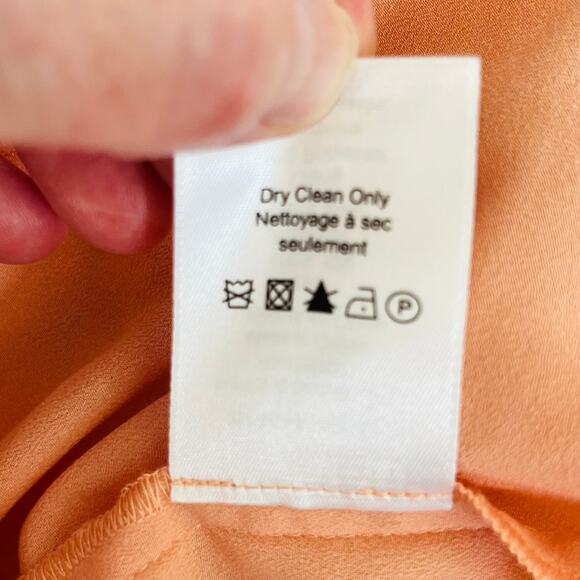 Dry Clean Only
Nettoyage à sec
seulement
P